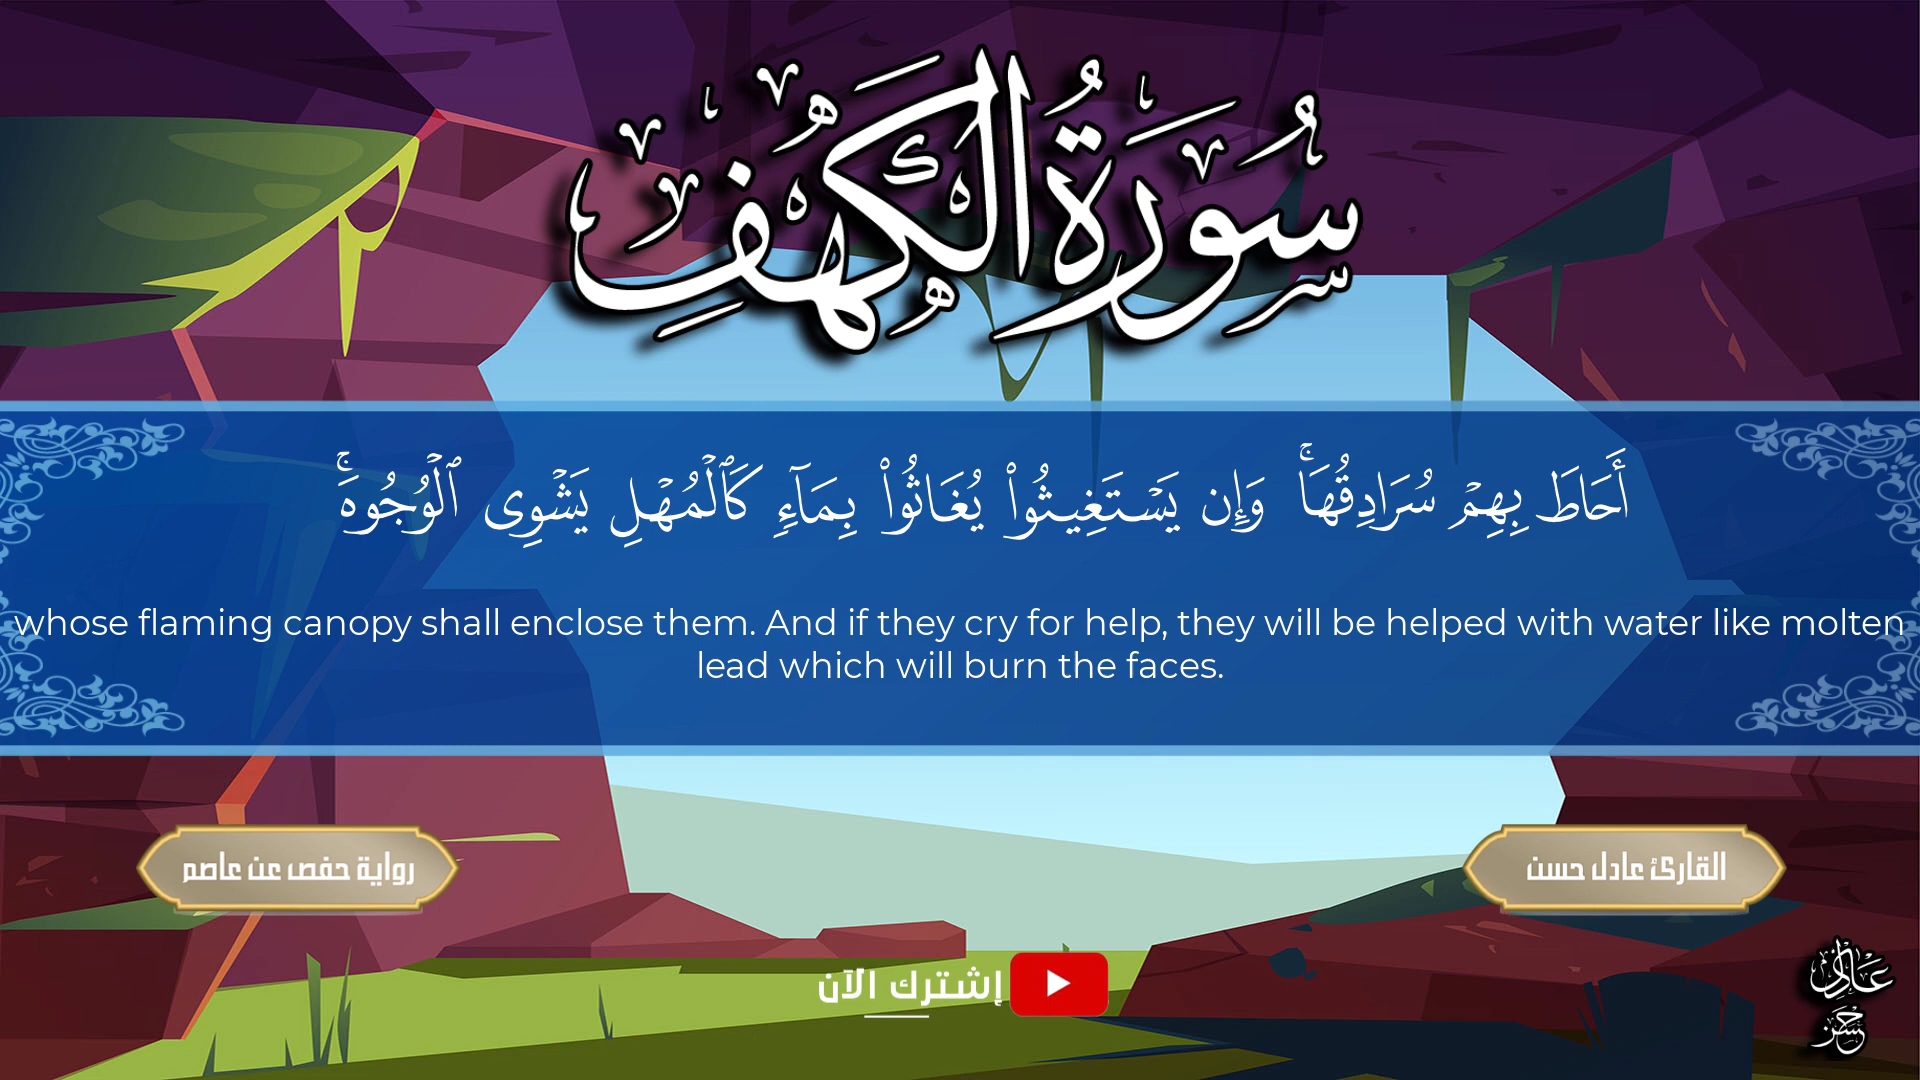 سُورَةُ الْكَهْفِ
أَحَاطَ بِهِمۡ سُرَادِقُهَاۚ وَإِن يَسۡتَغِيثُواْ يُغَاثُواْ بِمَآءٖ كَٱلۡمُهۡلِ يَشۡوِي ٱلۡوُجُوهَۚ
whose flaming canopy shall enclose them. And if they cry for help, they will be helped with water like molten
lead which will burn the faces.
القارئ عادل حسن
رواية حفص عن عاصم
إشترك الآن
عادل
حسن